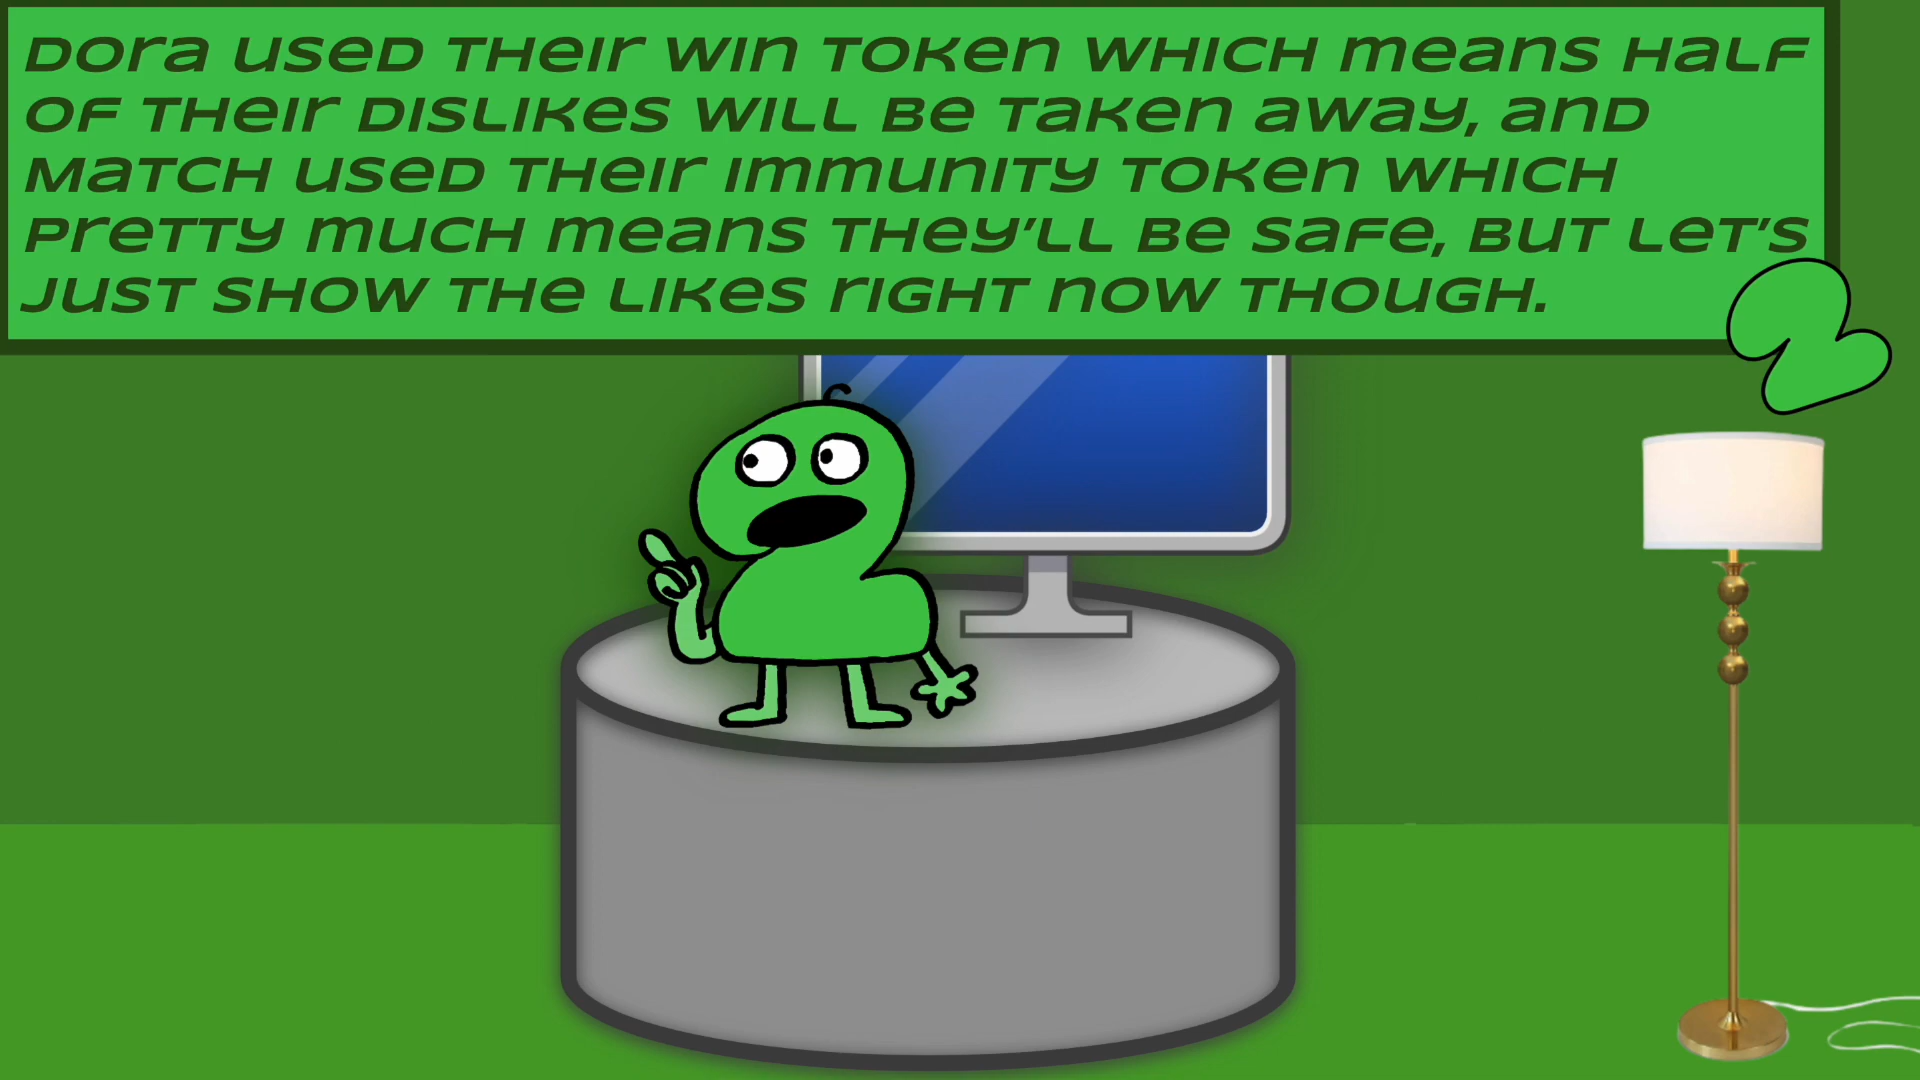 Dora used their win token which means half
of their dislikes will be taken away, and
Match used their immunity token which
pretty much means they'll be safe, but let's
just show the likes right now though.